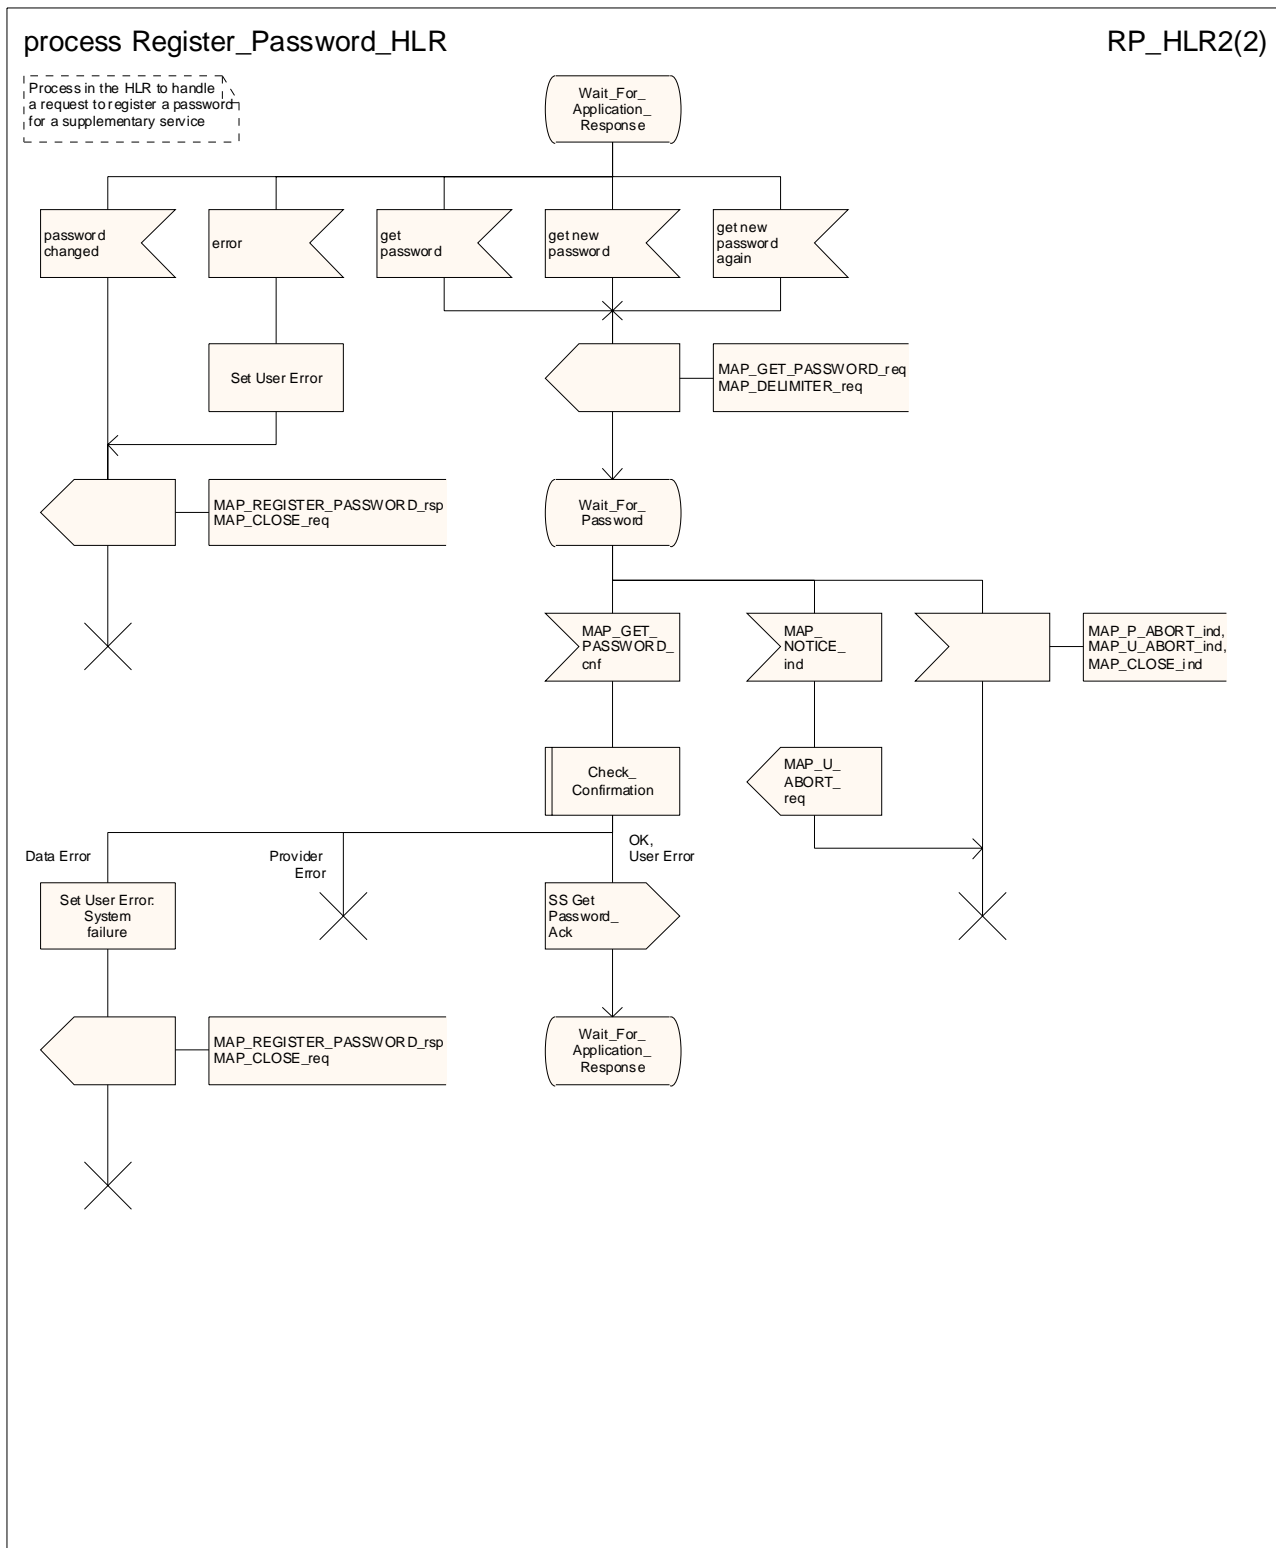 process Register_Password_HLR
RP_HLR2(2)
Process in the HLR to handle
a request to register a password
for a supplementary service
Wait_For_
Application_
Response
password
changed
error
get
password
get new
password
get new
password
again
Set User Error
MAP_GET_PASSWORD_req
MAP_DELIMITER_req
MAP_REGISTER_PASSWORD_rsp
MAP_CLOSE_req
Wait_For_
Password
MAP_GET_
PASSWORD_
cnf
MAP_
NOTICE_
ind
MAP_P_ABORT_ind,
MAP_U_ABORT_ind,
MAP_CLOSE_ind
Check_
Confirmation
MAP_U_
ABORT_
req
Data Error
Provider
Error
OK,
User Error
Set User Error:
System
failure
SS Get
Password_
Ack
MAP_REGISTER_PASSWORD_rsp
MAP_CLOSE_req
Wait_For_
Application_
Response